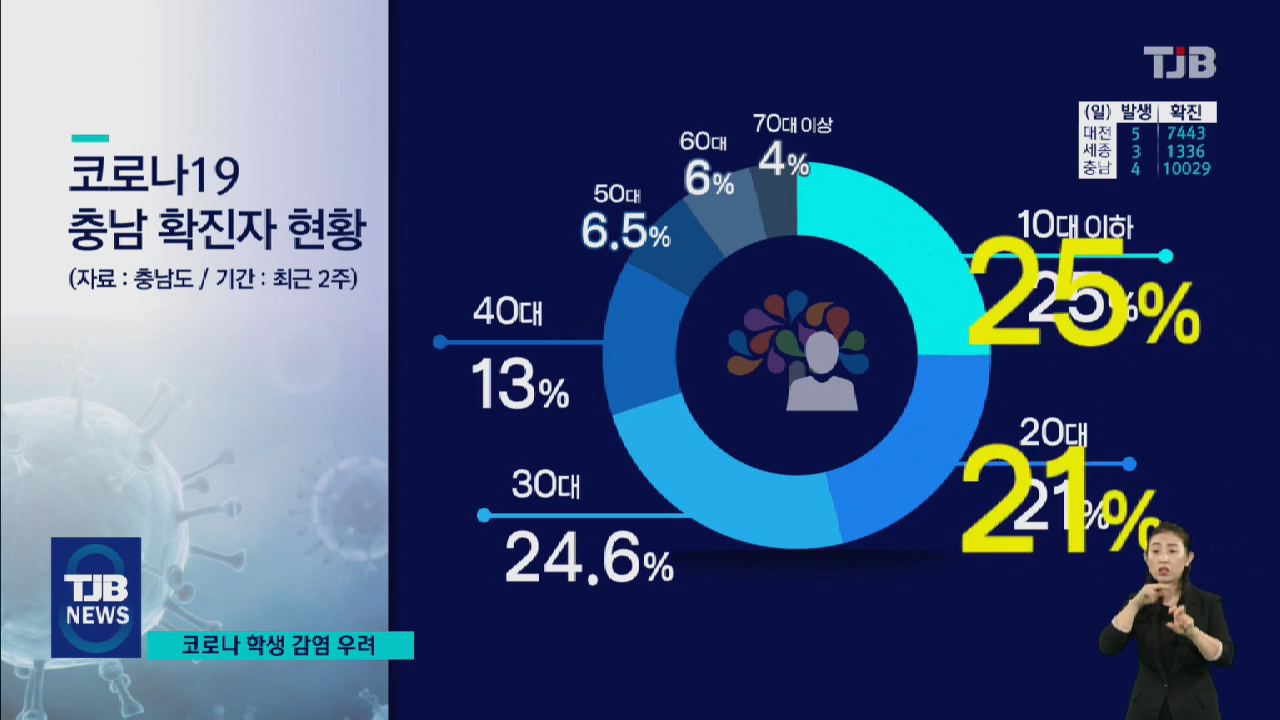 TJB
(일) 발생 확진
대전 5 7443
세종 3 1336
충남 4 10029
코로나19
충남 확진자 현황
(자료 : 충남도 / 기간 : 최근 2주)
70대 이상
4%
60대
6%
50대
6.5%
40대
13%
30대
24.6%
10대 이하
25%
25%
20대
21%
21%
TJB
NEWS
8
코로나 학생 감염 우려